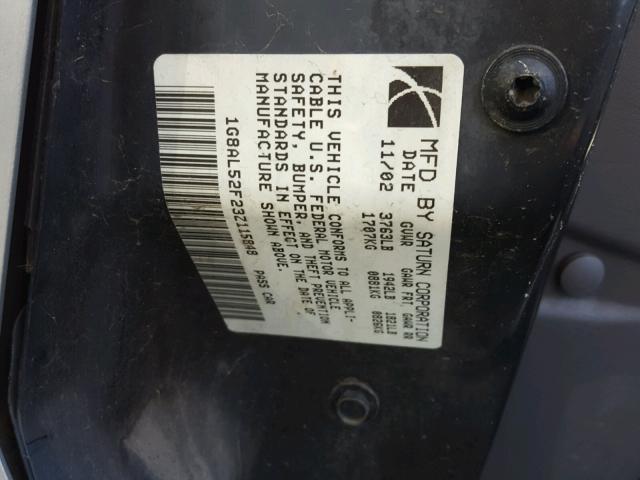 MFD BY SATURN CORPORATION
DATE GVWR GAWR FRT, GAWR RR
11/02 3763LB 1942LB 1821LB
1707KG 0881KG 0826KG
THIS VEHICLE CONFORMS TO ALL APPLI-
CABLE U.S. FEDERAL MOTOR VEHICLE
SAFETY, BUMPER, AND THEFT PREVENTION
STANDARDS IN EFFECT ON THE DATE OF
MANUFACTURE SHOWN ABOVE.
1G8AL52F23Z115848 PASS CAR